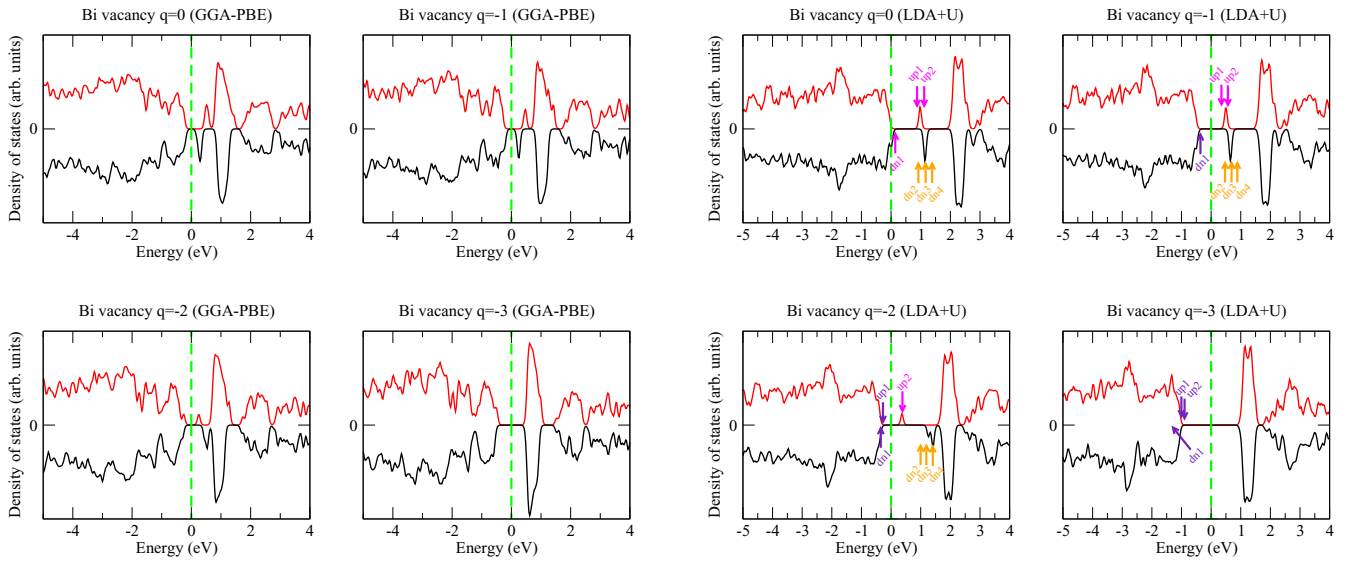 Bi vacancy q=0 (GGA-PBE)
Bi vacancy q=-1 (GGA-PBE)
Bi vacancy q=0 (LDA+U)
Bi vacancy q=-1 (LDA+U)
Density of states (arb. units)
0
-4 -2 0 2 4
Energy (eV)
0
-4 -2 0 2 4
Energy (eV)
Density of states (arb. units)
0
up1
up2
dn1
dn2
dn3
dn4
-5 -4 -3 -2 -1 0 1 2 3 4
Energy (eV)
0
up1
up2
dn1
dn2
dn3
dn4
-5 -4 -3 -2 -1 0 1 2 3 4
Energy (eV)
Bi vacancy q=-2 (GGA-PBE)
Bi vacancy q=-3 (GGA-PBE)
Bi vacancy q=-2 (LDA+U)
Bi vacancy q=-3 (LDA+U)
Density of states (arb. units)
0
-4 -2 0 2 4
Energy (eV)
0
-4 -2 0 2 4
Energy (eV)
Density of states (arb. units)
0
up1
up2
dn1
dn2
dn3
dn4
-5 -4 -3 -2 -1 0 1 2 3 4
Energy (eV)
0
up1
up2
dn1
-5 -4 -3 -2 -1 0 1 2 3 4
Energy (eV)